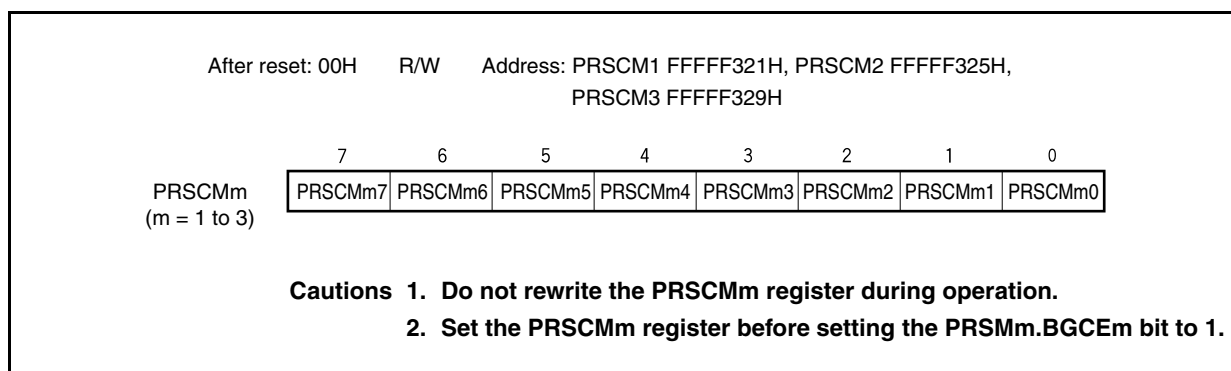 After reset: 00H R/W Address: PRSCM1 FFFFF321H, PRSCM2 FFFFF325H,
PRSCM3 FFFFF329H
7 6 5 4 3 2 1 0
PRSCMm PRSCMm7 PRSCMm6 PRSCMm5 PRSCMm4 PRSCMm3 PRSCMm2 PRSCMm1 PRSCMm0
(m = 1 to 3)
Cautions 1. Do not rewrite the PRSCMm register during operation.
2. Set the PRSCMm register before setting the PRSMm.BGCEm bit to 1.